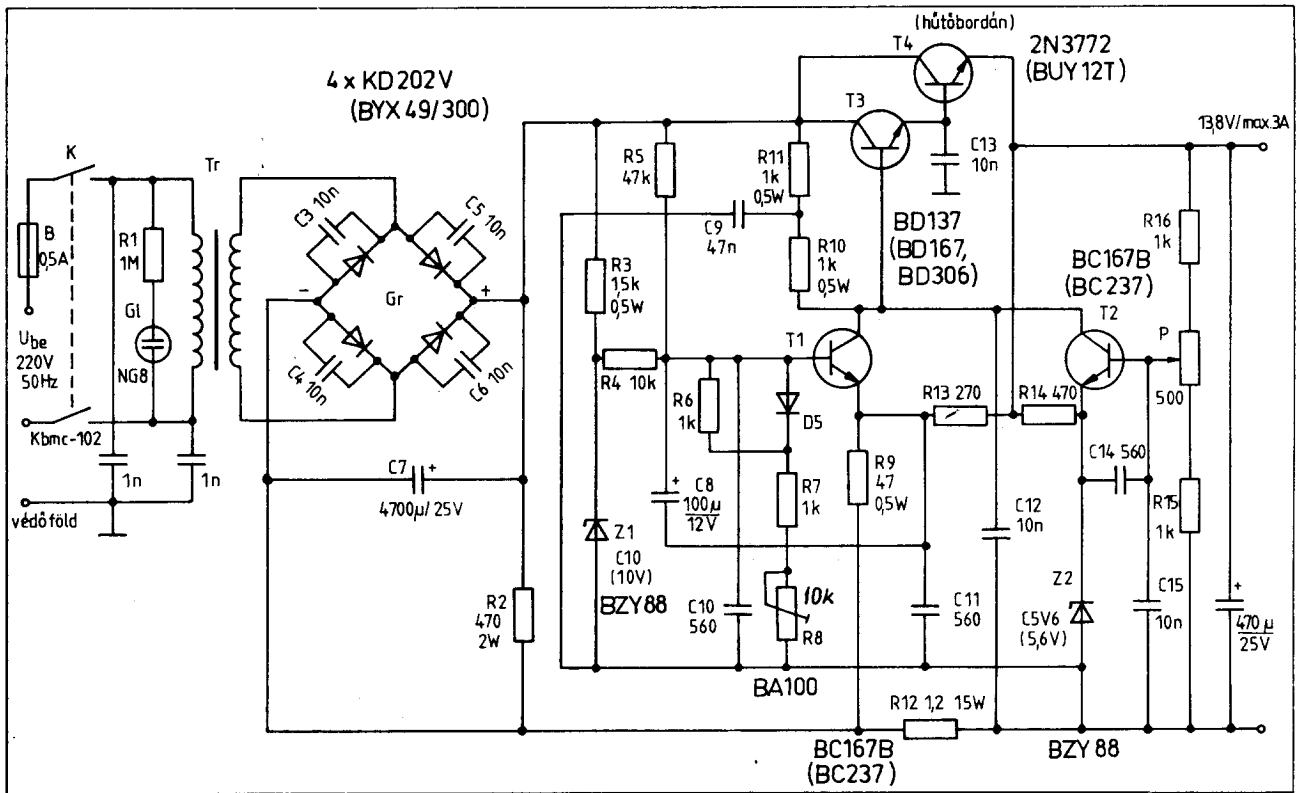 (hűtőbordán)
T4
2N3772
(BUY 12T)
4 x KD 202V
(BYX 49/300)
T3
13,8V/max.3A
K
Tr
R5
47k
R11
1k
0,5W
C13
10n
C3 10n
C5 10n
B
0,5A
R1
1M
C9
47n
BD137
(BD167,
BD306)
R16
1k
R10
1k
0,5W
BC167B
(BC 237)
R3
1,5k
0,5W
-
Gr
+
Gl
T1
T2
P
500
Ube
220V
50Hz
NG8
C4 10n
C6 10n
R4 10k
R6
1k
D5
R13 270
R14 470
Kbmc-102
C14 560
1n
1n
C7
+
4700µ/25V
+
C8
100µ
12V
R7
1k
R9
47
0,5W
C12
10n
R15
1k
védőföld
Z1
C10
(10V)
BZY88
Z2
C5V6
(5,6V)
C15
10n
+
470µ
25V
R2
470
2W
C10
560
10k
R8
C11
560
BA100
R12 1,2 15W
BC167B
(BC237)
BZY 88